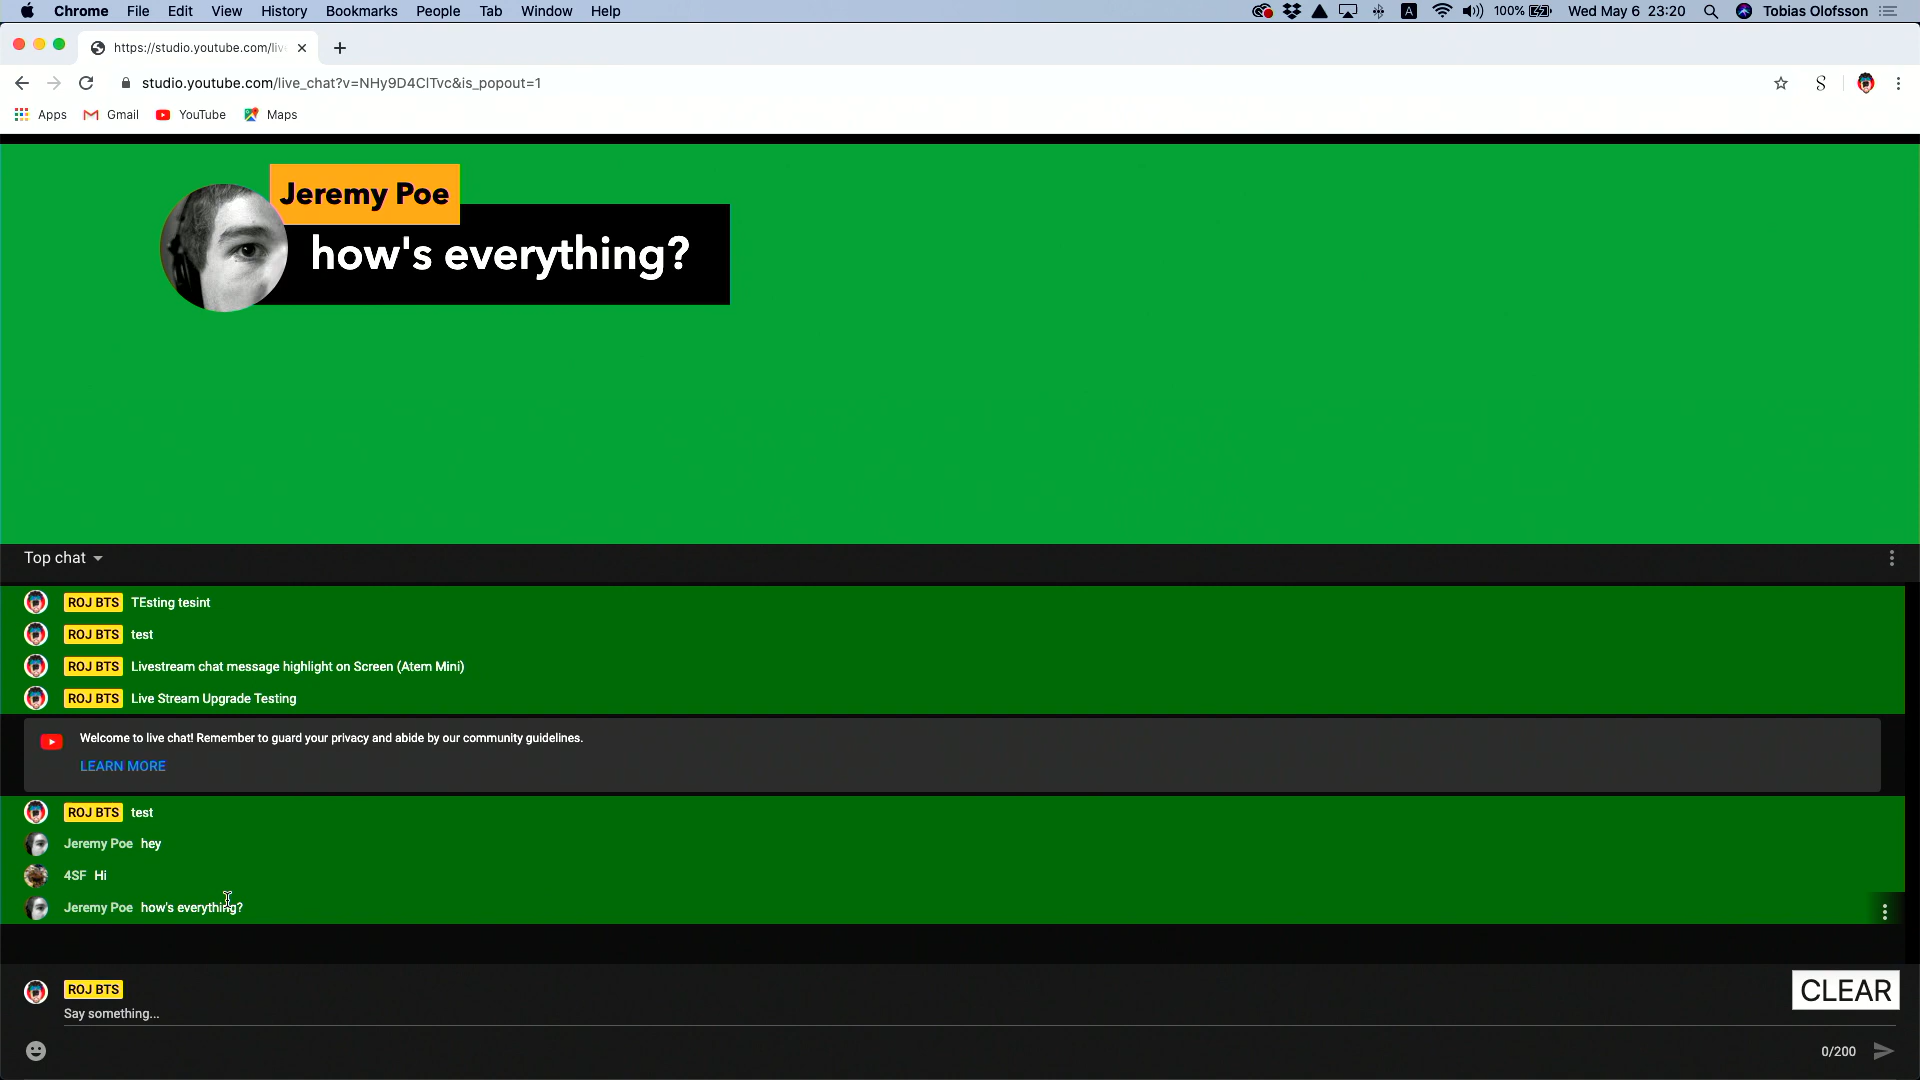 Chrome File Edit View History Bookmarks People Tab Window Help A 100% Wed May 6 23:20 Tobias Olofsson
https://studio.youtube.com/liv
studio.youtube.com/live_chat?v=NHy9D4ClTvc&is_popout=1
Apps Gmail YouTube Maps
Jeremy Poe
how's everything?
Top chat
ROJ BTS TEsting tesint
ROJ BTS test
ROJ BTS Livestream chat message highlight on Screen (Atem Mini)
ROJ BTS Live Stream Upgrade Testing
Welcome to live chat! Remember to guard your privacy and abide by our community guidelines.
LEARN MORE
ROJ BTS test
Jeremy Poe hey
4SF Hi
Jeremy Poe how's everything?
ROJ BTS
Say something...
CLEAR
0/200